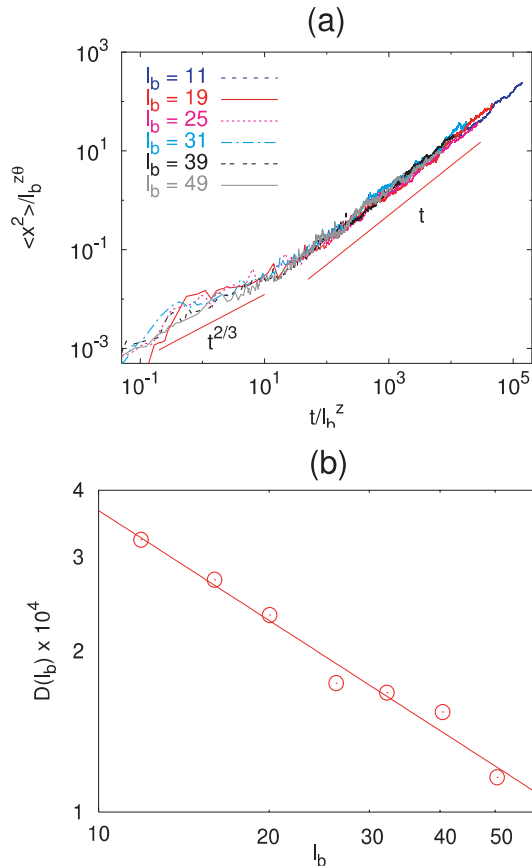 (a)
10^3
10^1
10^-1
10^-3
<x^2>/l_b^zθ
l_b = 11
l_b = 19
l_b = 25
l_b = 31
l_b = 39
l_b = 49
t
t^2/3
10^-1
10^1
10^3
10^5
t/l_b^z
(b)
4
3
2
1
D(l_b) x 10^4
10
20
30
40
50
l_b